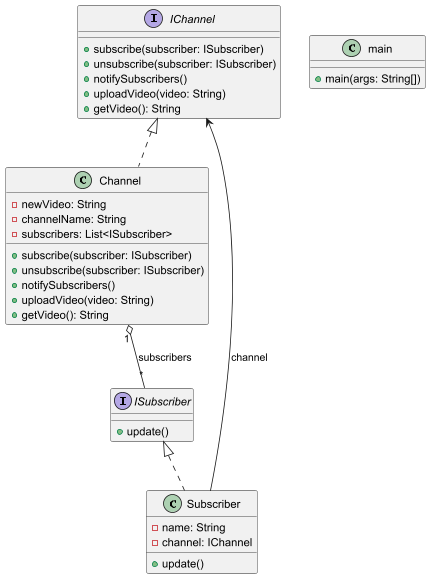 I IChannel
subscribe(subscriber: ISubscriber)
unsubscribe(subscriber: ISubscriber)
notifySubscribers()
uploadVideo(video: String)
getVideo(): String
C main
main(args: String[])
C Channel
newVideo: String
channelName: String
subscribers: List<ISubscriber>
subscribe(subscriber: ISubscriber)
unsubscribe(subscriber: ISubscriber)
notifySubscribers()
uploadVideo(video: String)
getVideo(): String
1
subscribers
channel
*
I ISubscriber
update()
C Subscriber
name: String
channel: IChannel
update()